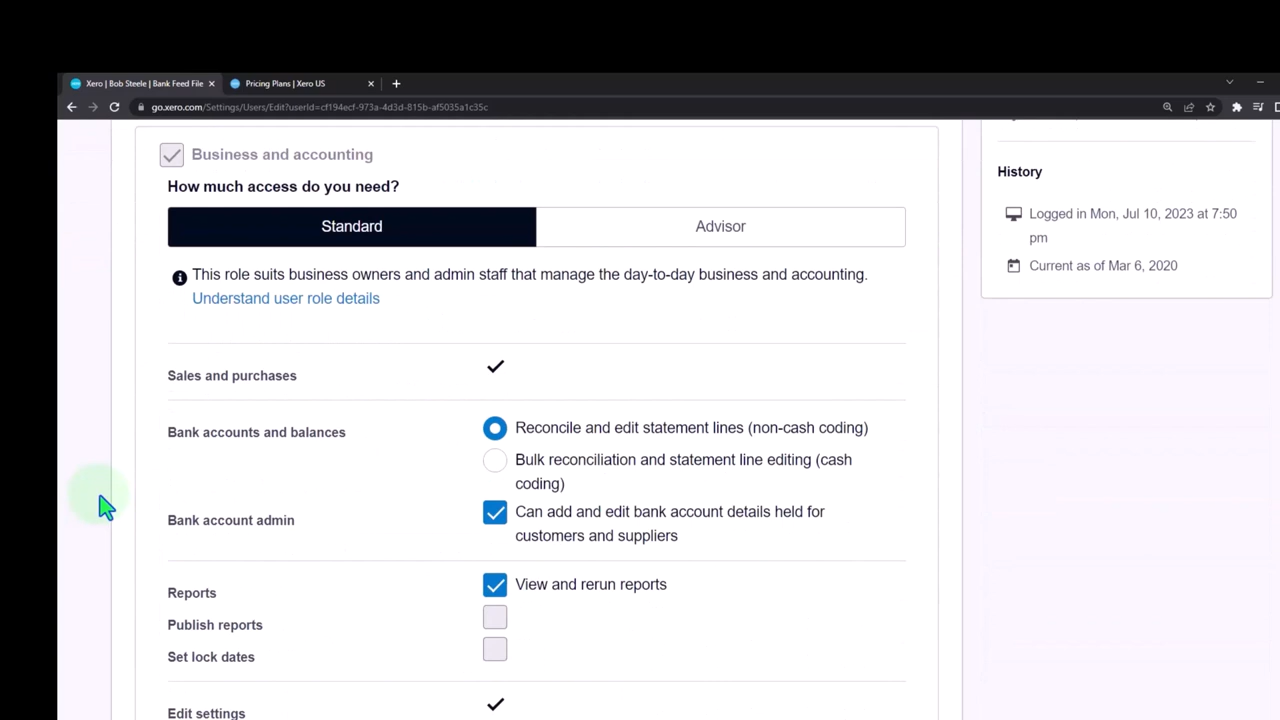 Xero | Bob Steele | Bank Feed File
Pricing Plans | Xero US
go.xero.com/Settings/Users/Edit?userId=cf194ecf-973a-4d3d-815b-af5035a1c35c
Business and accounting
How much access do you need?
Standard
Advisor
This role suits business owners and admin staff that manage the day-to-day business and accounting.
Understand user role details
Sales and purchases
Bank accounts and balances
Reconcile and edit statement lines (non-cash coding)
Bulk reconciliation and statement line editing (cash
coding)
Bank account admin
Can add and edit bank account details held for
customers and suppliers
Reports
View and rerun reports
Publish reports
Set lock dates
Edit settings
History
Logged in Mon, Jul 10, 2023 at 7:50
pm
Current as of Mar 6, 2020